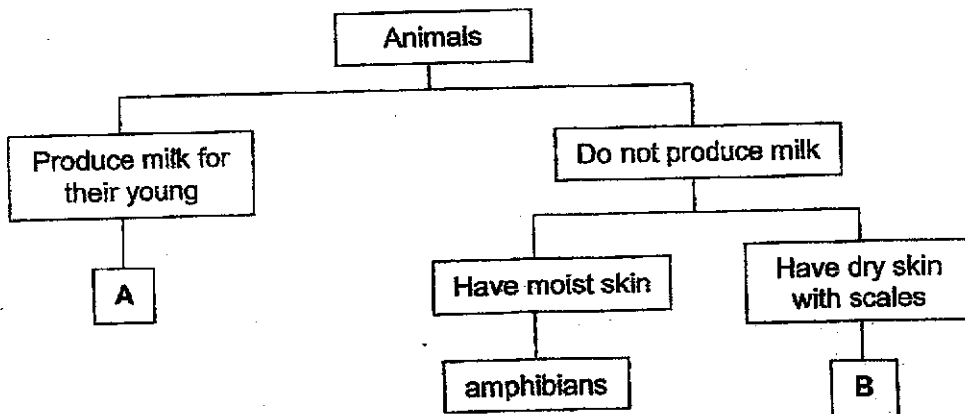 Animals
Produce milk for
their young
Do not produce milk
A
Have moist skin
Have dry skin
with scales
amphibians
B